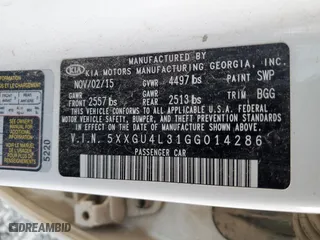 KIA
MANUFACTURED BY
KIA MOTORS MANUFACTURING GEORGIA, INC.
NOV/02/15
GVWR 4497 lbs
PAINT SWP
GAWR FRONT 2557 lbs
GAWR REAR 2513 lbs
TRIM BGG
THIS VEHICLE CONFORMS TO ALL APPLICABLE
U.S.A. FEDERAL MOTOR VEHICLE SAFETY, BUMPER,
AND THEFT PREVENTION STANDARDS IN EFFECT ON
THE DATE OF MANUFACTURE SHOWN ABOVE.
V.I.N. 5XXGU4L31GG014286
PASSENGER CAR
5220
DREAMBID